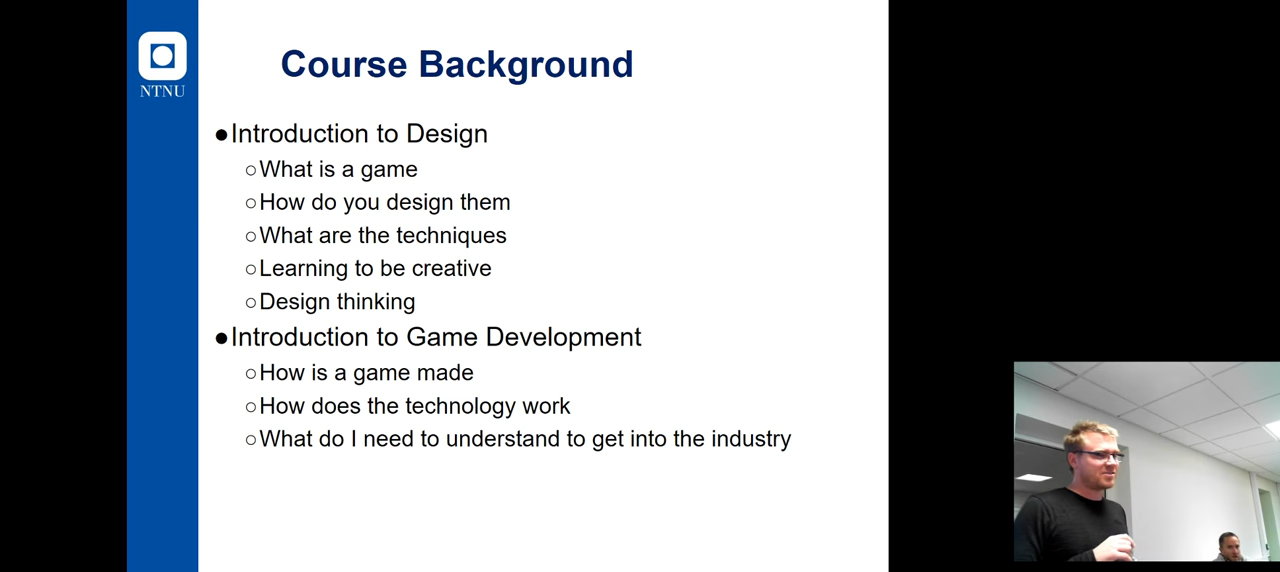 NTNU
Course Background
●Introduction to Design
○What is a game
○How do you design them
○What are the techniques
○Learning to be creative
○Design thinking
●Introduction to Game Development
○How is a game made
○How does the technology work
○What do I need to understand to get into the industry